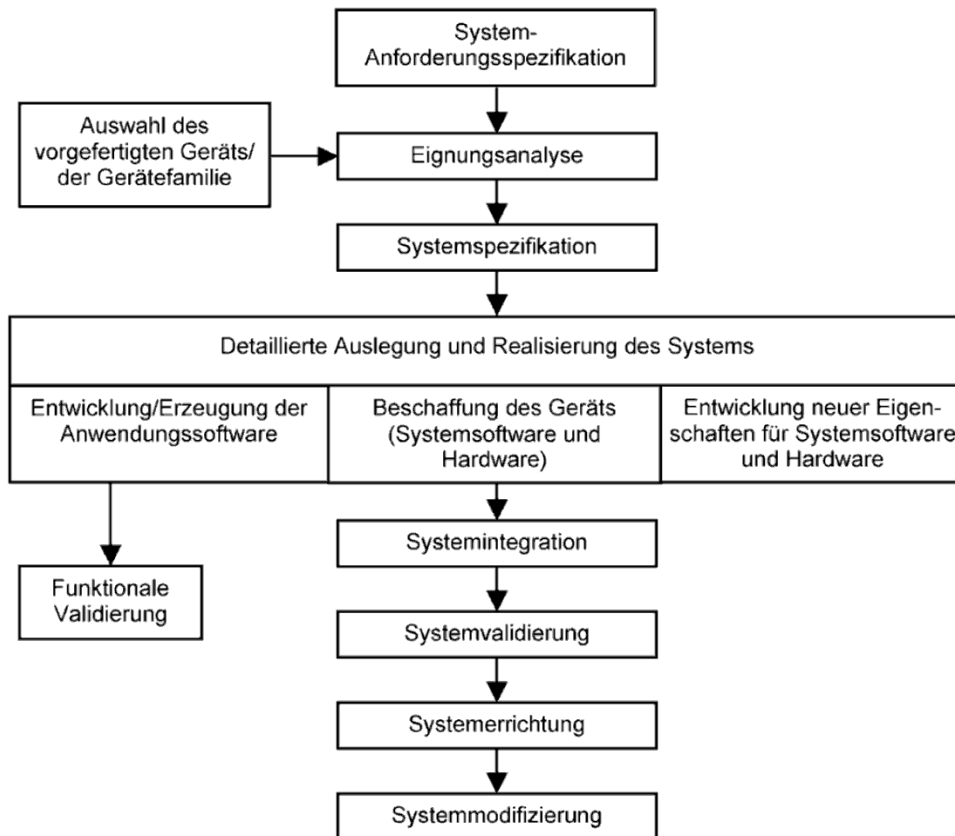 System-
Anforderungsspezifikation
Auswahl des
vorgefertigten Geräts/
der Gerätefamilie
Eignungsanalyse
Systemspezifikation
Detaillierte Auslegung und Realisierung des Systems
Entwicklung/Erzeugung der
Anwendungssoftware
Beschaffung des Geräts
(Systemsoftware und
Hardware)
Entwicklung neuer Eigen-
schaften für Systemsoftware
und Hardware
Systemintegration
Funktionale
Validierung
Systemvalidierung
Systemerrichtung
Systemmodifizierung